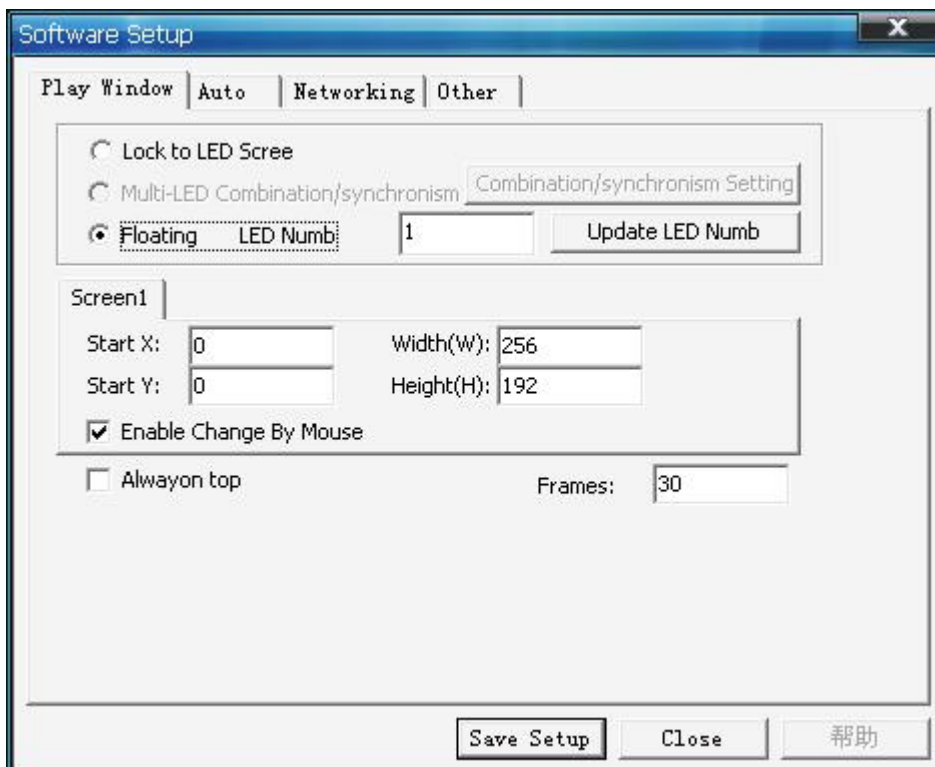 Software Setup X
Play Window Auto Networking Other
Lock to LED Scree
Multi-LED Combination/synchronism Combination/synchronism Setting
Floating LED Numb 1 Update LED Numb
Screen1
Start X: 0 Width(W): 256
Start Y: 0 Height(H): 192
Enable Change By Mouse
Alwayon top Frames: 30
Save Setup Close 帮助